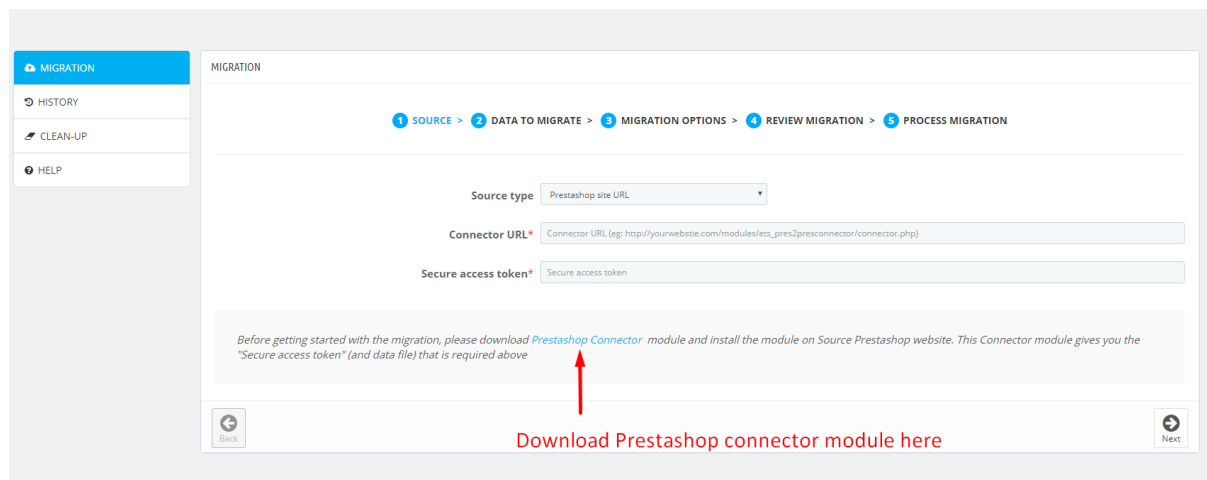 MIGRATION
HISTORY
CLEAN-UP
HELP
MIGRATION
1 SOURCE > 2 DATA TO MIGRATE > 3 MIGRATION OPTIONS > 4 REVIEW MIGRATION > 5 PROCESS MIGRATION
Source type Prestashop site URL
Connector URL* Connector URL (eg: http://yourwebstie.com/modules/ets_pres2presconnector/connector.php)
Secure access token* Secure access token
Before getting started with the migration, please download Prestashop Connector module and install the module on Source Prestashop website. This Connector module gives you the
"Secure access token" (and data file) that is required above
Back
Next
Download Prestashop connector module here